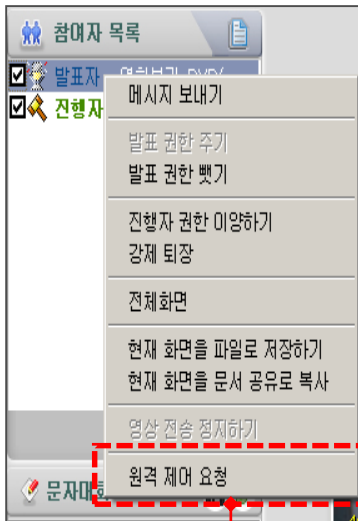 참여자 목록
발표자
진행자
메시지 보내기
발표 권한 주기
발표 권한 뺏기
진행자 권한 이양하기
강제 퇴장
전체화면
현재 화면을 파일로 저장하기
현재 화면을 문서 공유로 복사
영상 전송 정지하기
원격 제어 요청
문자대화